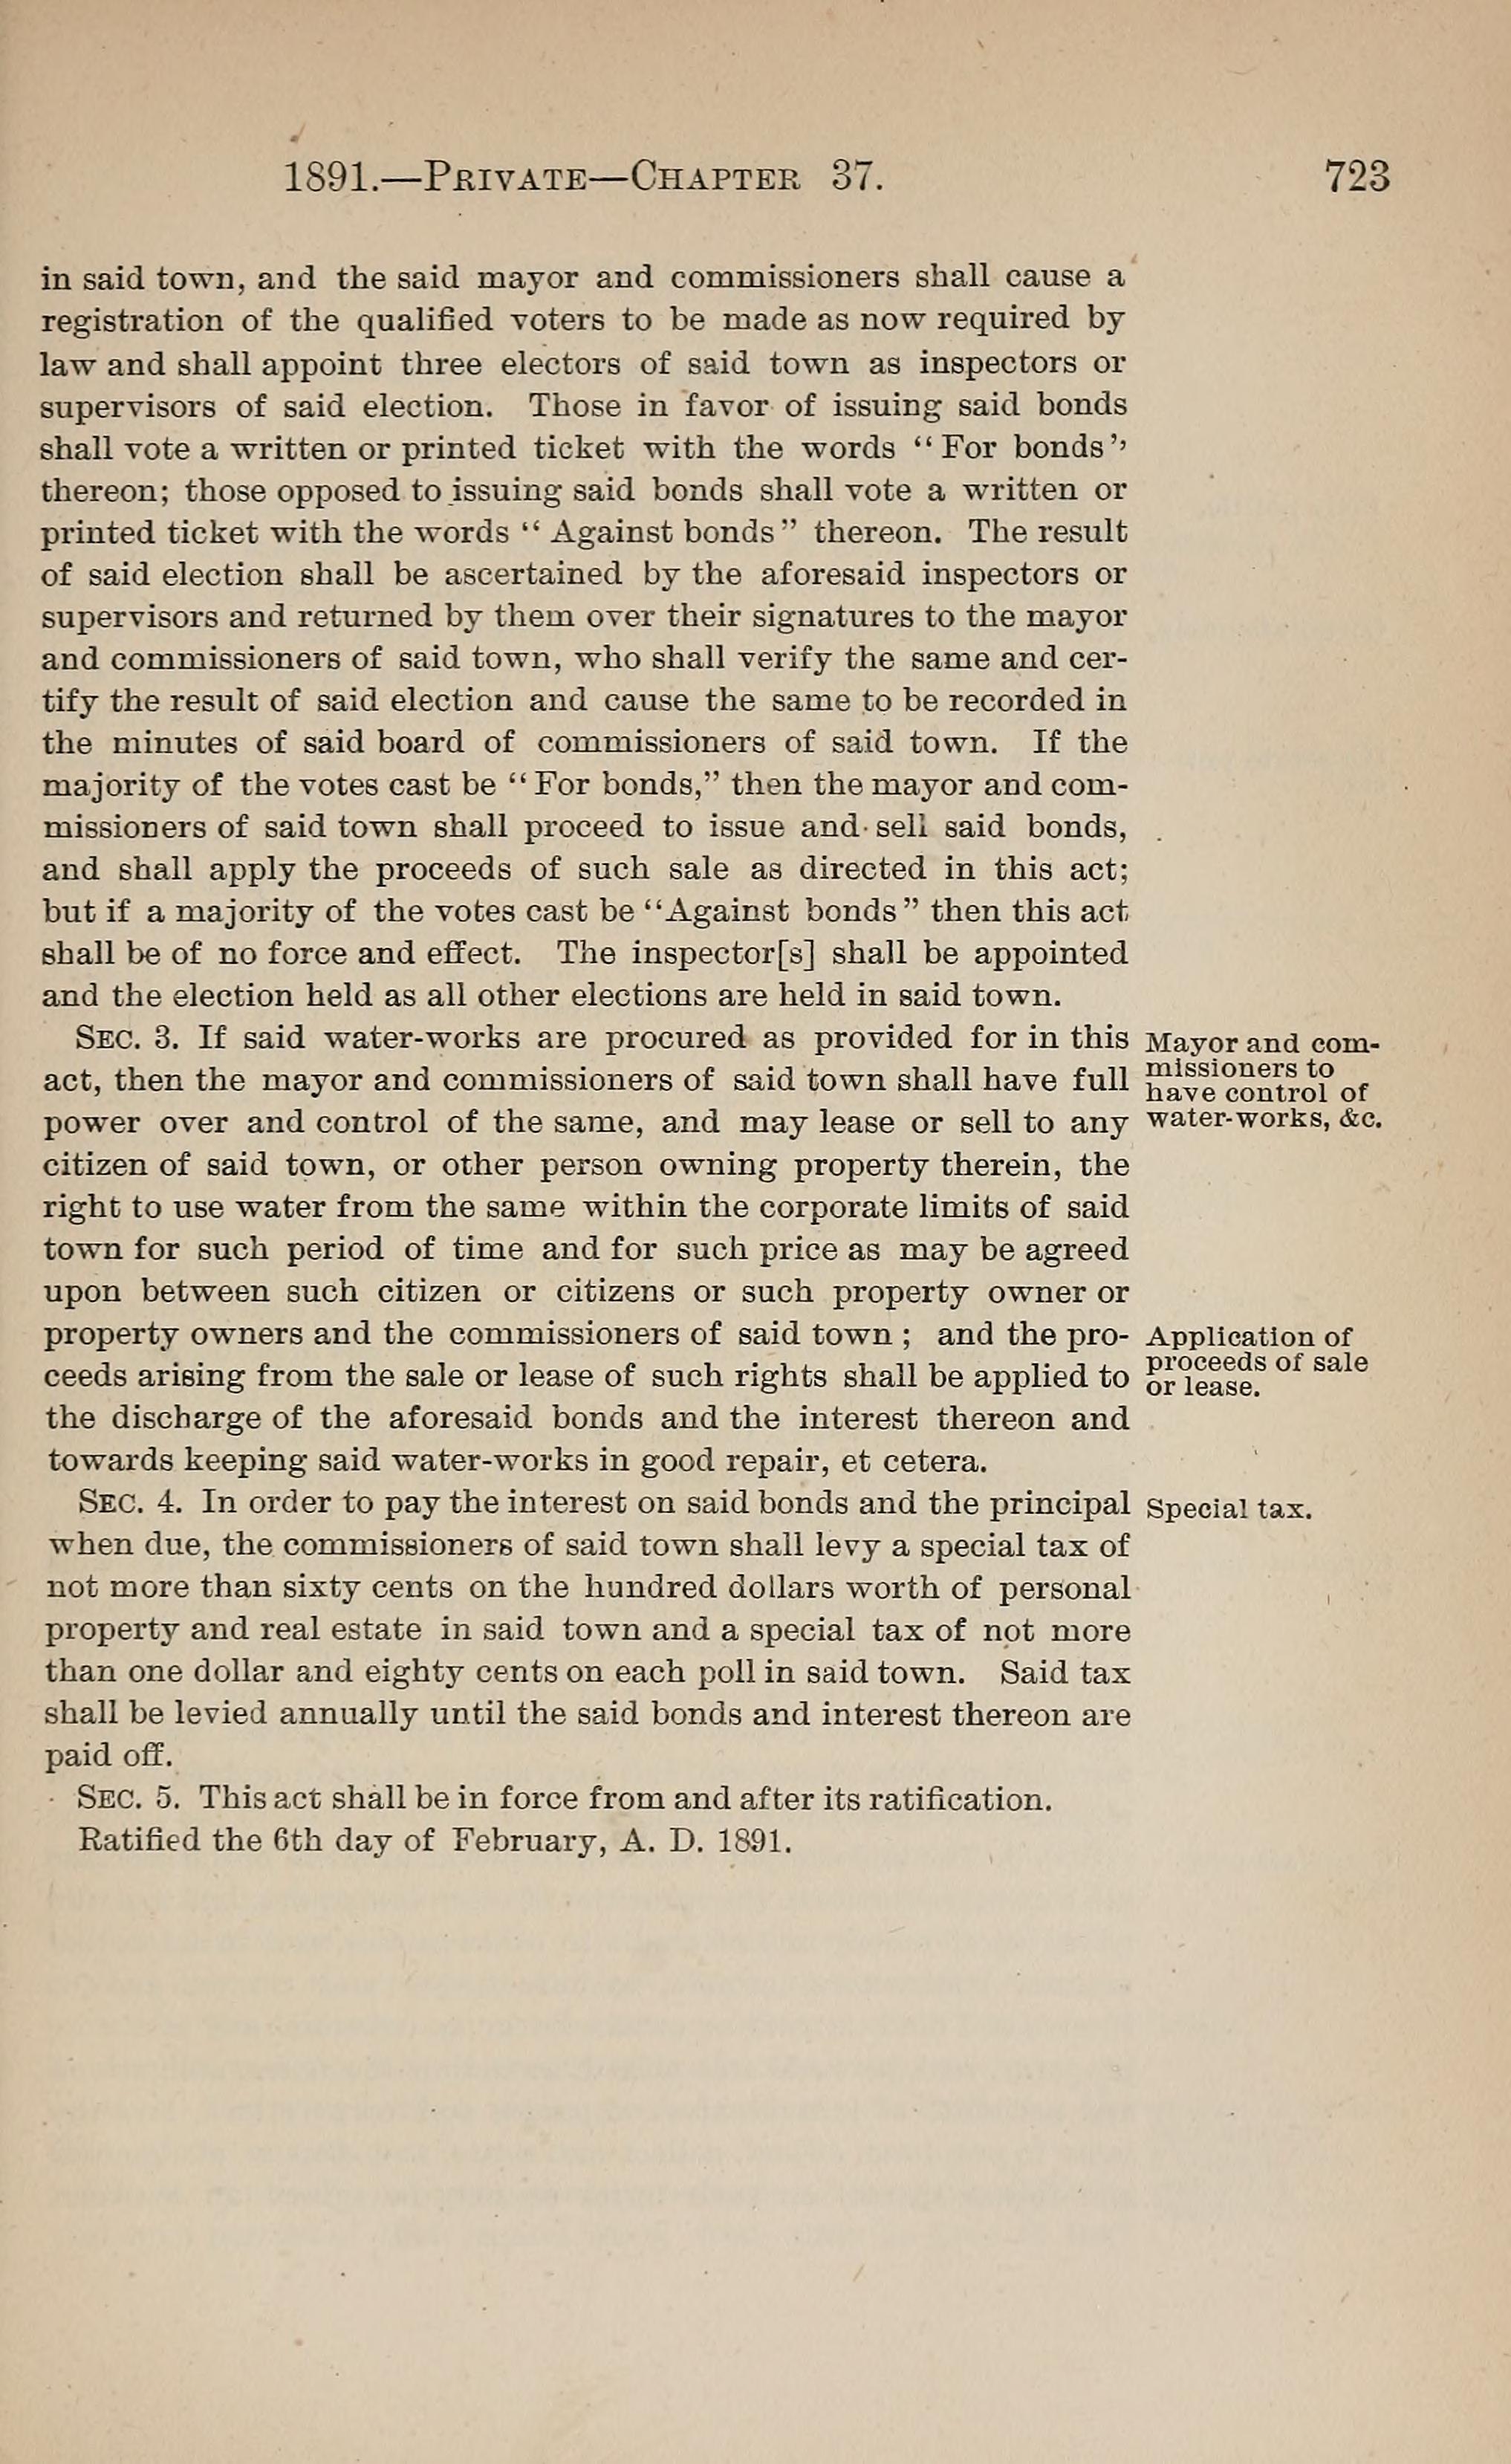 1891.—Private—Chapter 37. 723
in said town, and the said mayor and commissioners shall cause a
registration of the qualified voters to be made as now required by
law and shall appoint three electors of said town as inspectors or
supervisors of said election. Those in favor of issuing said bonds
shall vote a written or printed ticket with the words “For bonds”
thereon; those opposed to issuing said bonds shall vote a written or
printed ticket with the words “ Against bonds” thereon. The result
of said election shall be ascertained by the aforesaid inspectors or
supervisors and returned by them over their signatures to the mayor
and commissioners of said town, who shall verify the same and cer-
tify the result of said election and cause the same to be recorded in
the minutes of said board of commissioners of said town. If the
majority of the votes cast be “For bonds,” then the mayor and com-
missioners of said town shall proceed to issue and sell said bonds,
and shall apply the proceeds of such sale as directed in this act;
but if a majority of the votes cast be “Against bonds” then this act
shall be of no force and effect. The inspector[s] shall be appointed
and the election held as all other elections are held in said town.
Sec. 3. If said water-works are procured as provided for in this
act, then the mayor and commissioners of said town shall have full
power over and control of the same, and may lease or sell to any
citizen of said town, or other person owning property therein, the
right to use water from the same within the corporate limits of said
town for such period of time and for such price as may be agreed
upon between such citizen or citizens or such property owner or
property owners and the commissioners of said town ; and the pro-
ceeds arising from the sale or lease of such rights shall be applied to
the discharge of the aforesaid bonds and the interest thereon and
towards keeping said water-works in good repair, et cetera.
Sec. 4. In order to pay the interest on said bonds and the principal
when due, the commissioners of said town shall levy a special tax of
not more than sixty cents on the hundred dollars worth of personal
property and real estate in said town and a special tax of not more
than one dollar and eighty cents on each poll in said town. Said tax
shall be levied annually until the said bonds and interest thereon are
paid off.
Sec. 5. This act shall be in force from and after its ratification.
Ratified the 6th day of February, A. D. 1891.
Mayor and com-
missioners to
have control of
water-works, &c.
Application of
proceeds of sale
or lease.
Special tax.